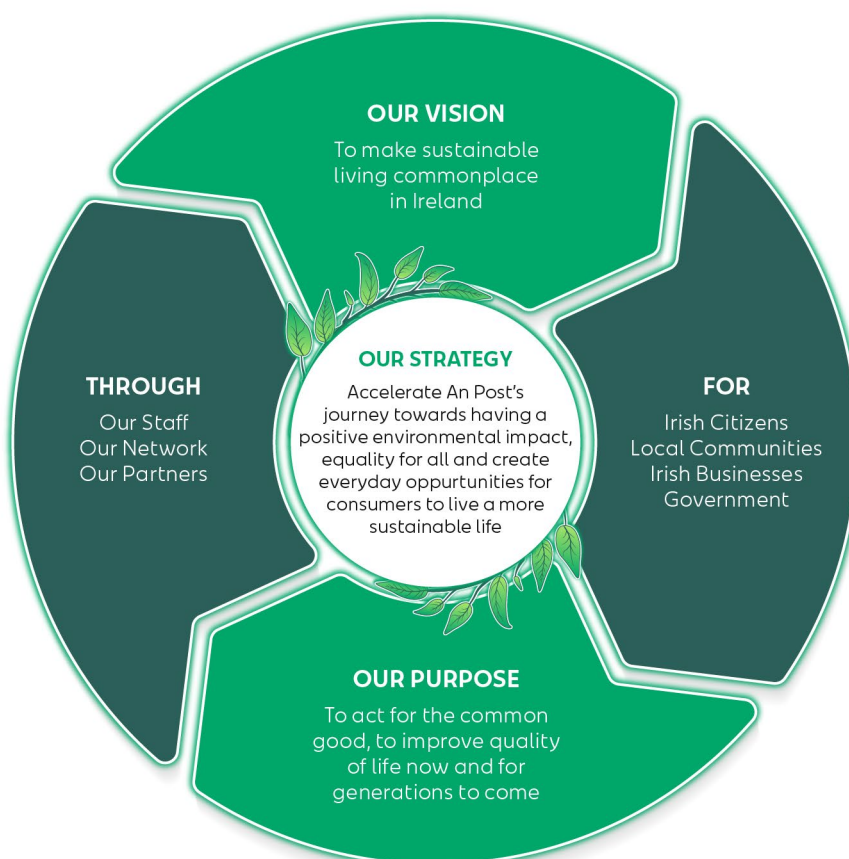 OUR VISION
To make sustainable
living commonplace
in Ireland
THROUGH
Our Staff
Our Network
Our Partners
OUR STRATEGY
Accelerate An Post's
journey towards having a
positive environmental impact,
equality for all and create
everyday oppurtunities for
consumers to live a more
sustainable life
FOR
Irish Citizens
Local Communities
Irish Businesses
Government
OUR PURPOSE
To act for the common
good, to improve quality
of life now and for
generations to come